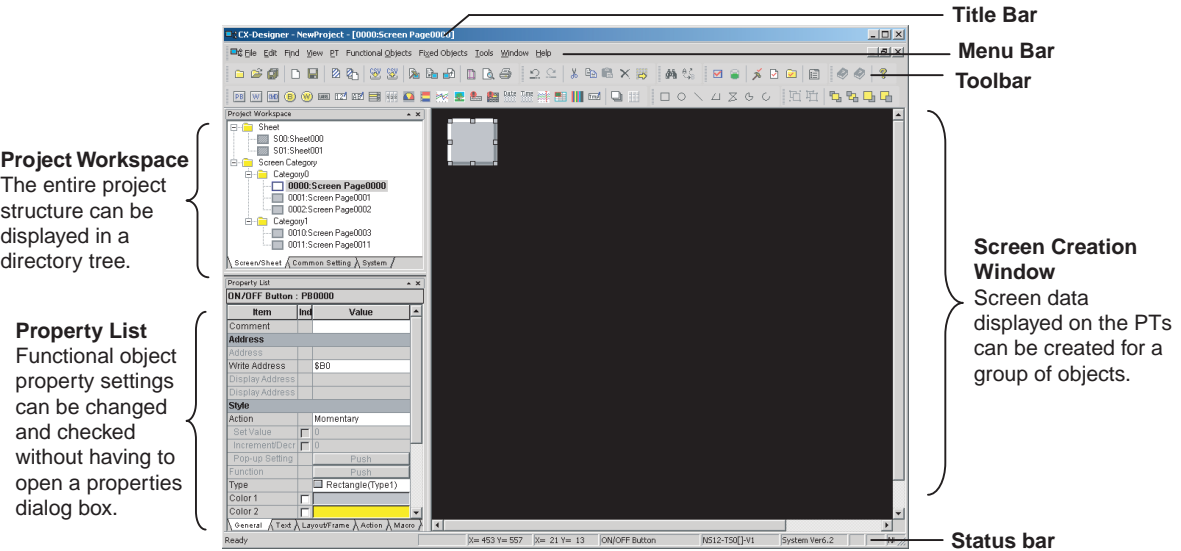 CX-Designer - NewProject - [0000:Screen Page0000]
Title Bar
File Edit Find View PT Functional Objects Fixed Objects Tools Window Help
Menu Bar
Toolbar
Date Time
Project Workspace
Sheet
S00:Sheet000
S01:Sheet001
Screen Category
Category0
0000:Screen Page0000
0001:Screen Page0001
0002:Screen Page0002
Category1
0010:Screen Page0003
0011:Screen Page0011
Screen/Sheet Common Setting System
Project Workspace
The entire project
structure can be
displayed in a
directory tree.
Property List
ON/OFF Button : PB0000
Item Ind Value
Comment
Address
Address
Write Address $B0
Display Address
Display Address
Style
Action Momentary
Set Value 0
Increment/Decr 0
Pop-up Setting Push
Function Push
Type Rectangle(Type1)
Color 1
Color 2
General Text Layout/Frame Action Macro
Property List
Functional object
property settings
can be changed
and checked
without having to
open a properties
dialog box.
Screen Creation
Window
Screen data
displayed on the PTs
can be created for a
group of objects.
Ready X= 453 Y= 557 X= 21 Y= 13 ON/OFF Button NS12-TS0[]-V1 System Ver6.2
Status bar